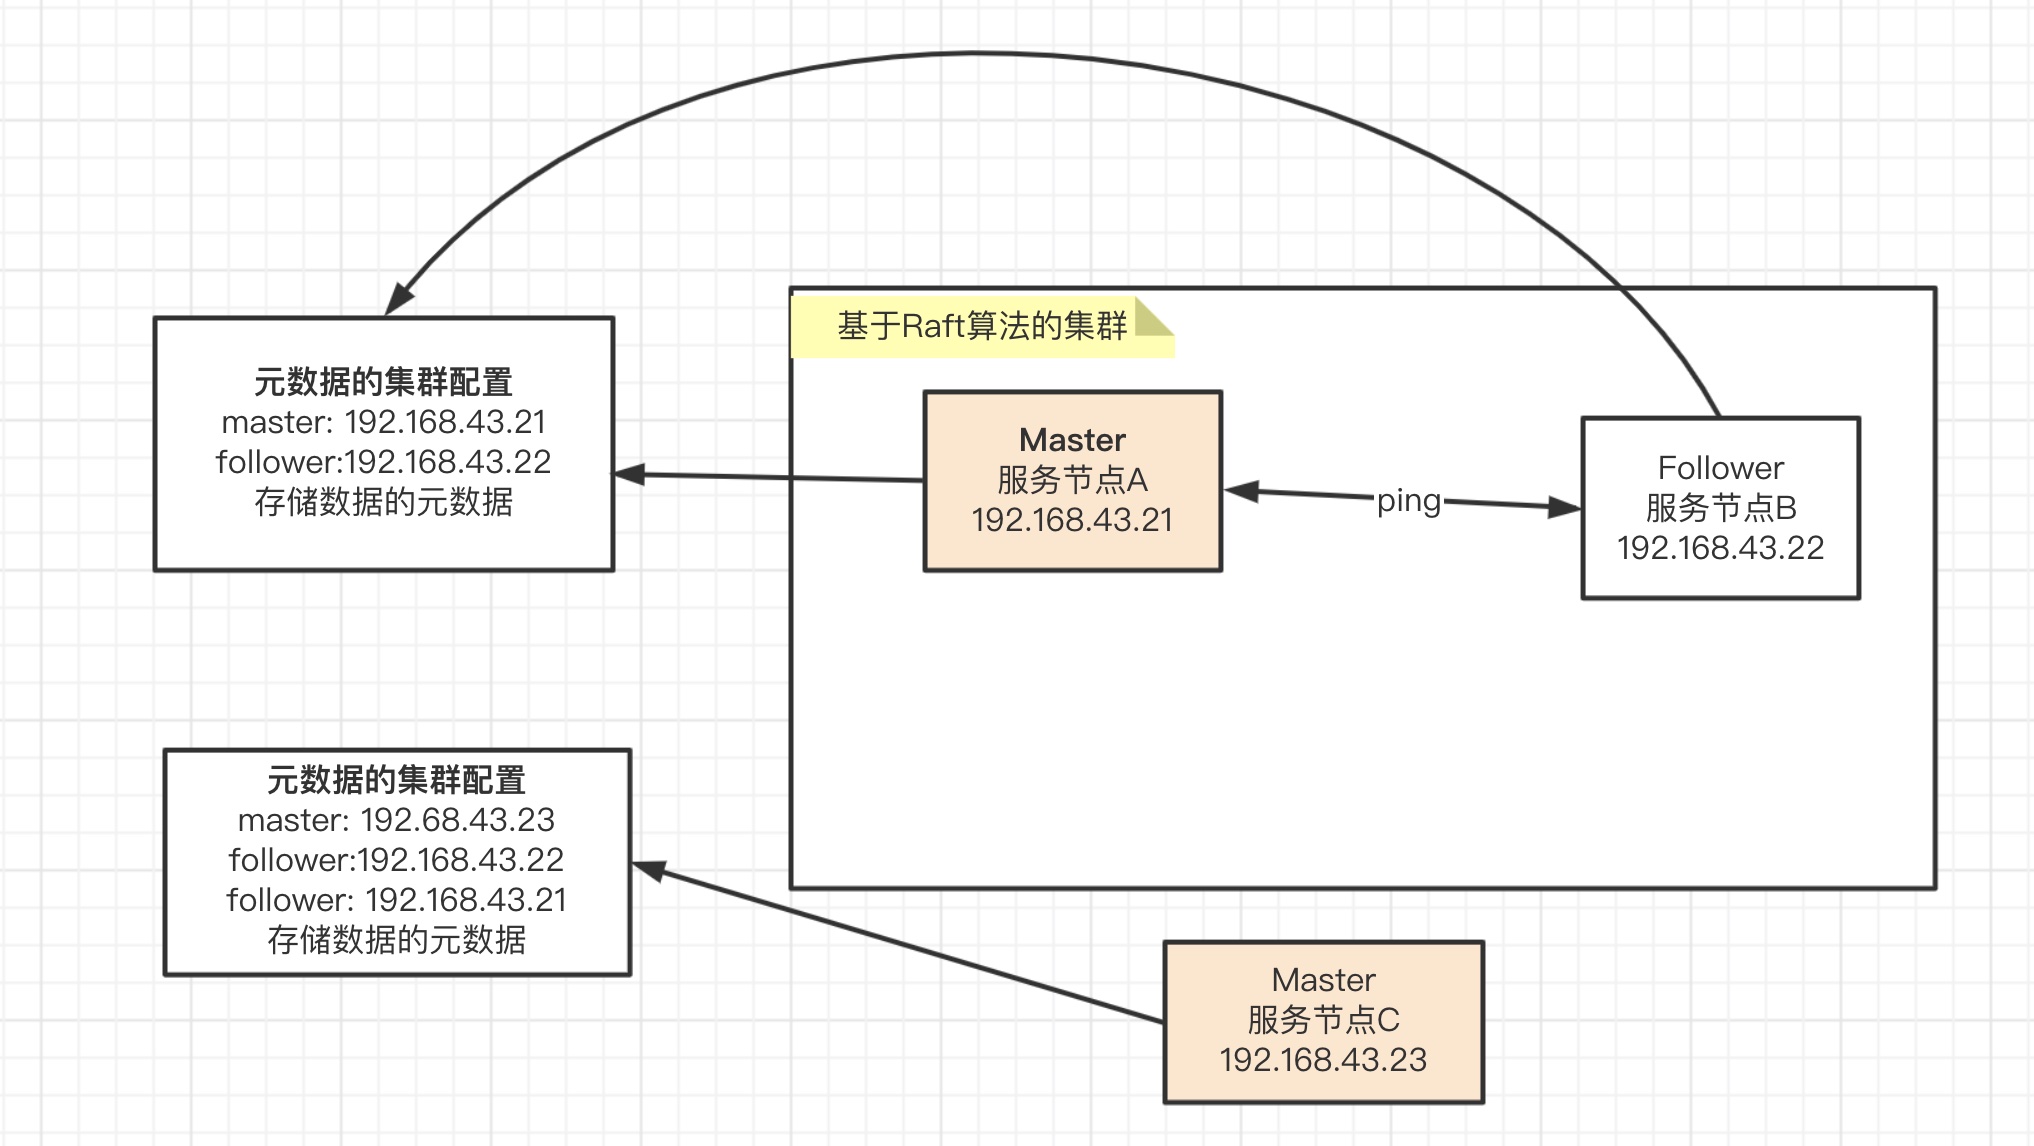 基于Raft算法的集群
元数据的集群配置
master: 192.168.43.21
follower:192.168.43.22
存储数据的元数据
Master
服务节点A
192.168.43.21
ping
Follower
服务节点B
192.168.43.22
元数据的集群配置
master: 192.68.43.23
follower:192.168.43.22
follower: 192.168.43.21
存储数据的元数据
Master
服务节点C
192.168.43.23